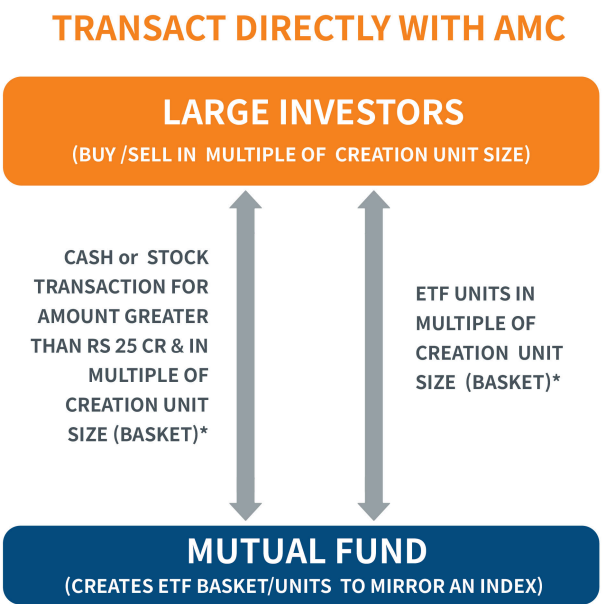 TRANSACT DIRECTLY WITH AMC
LARGE INVESTORS
(BUY /SELL IN MULTIPLE OF CREATION UNIT SIZE)
CASH or STOCK
TRANSACTION FOR
AMOUNT GREATER
THAN RS 25 CR & IN
MULTIPLE OF
CREATION UNIT
SIZE (BASKET)*
ETF UNITS IN
MULTIPLE OF
CREATION UNIT
SIZE (BASKET)*
MUTUAL FUND
(CREATES ETF BASKET/UNITS TO MIRROR AN INDEX)